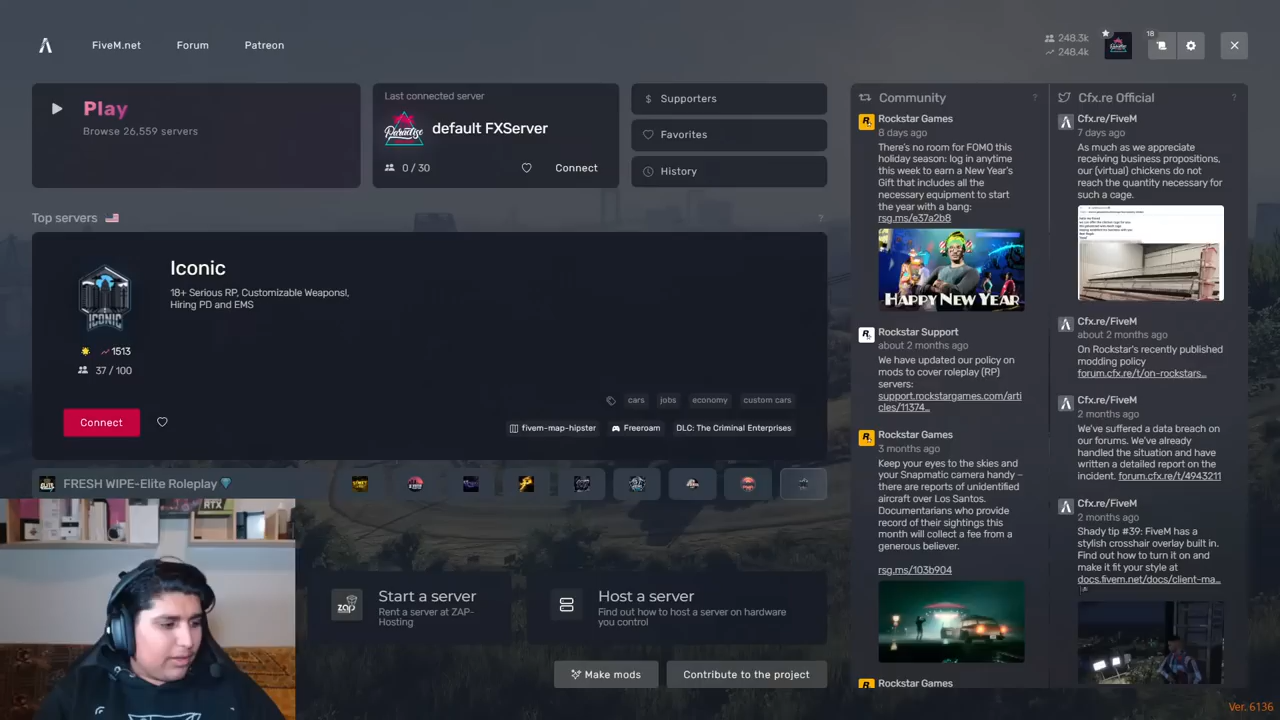 FiveM.net
Forum
Patreon
248.3k
248.4k
18
Play
Browse 26,559 servers
Last connected server
Paradise
default FXServer
0 / 30
Connect
$ Supporters
Favorites
History
Top servers
Iconic
18+ Serious RP, Customizable Weapons!,
Hiring PD and EMS
ICONIC
1513
37 / 100
Connect
cars
jobs
economy
custom cars
fivem-map-hipster
Freeroam
DLC: The Criminal Enterprises
FRESH WIPE-Elite Roleplay
RTX
zap
Start a server
Rent a server at ZAP-
Hosting
Host a server
Find out how to host a server on hardware
you control
Make mods
Contribute to the project
Community
?
Rockstar Games
8 days ago
There's no room for FOMO this
holiday season: log in anytime
this week to earn a New Year's
Gift that includes all the
necessary equipment to start
the year with a bang:
rsg.ms/e37a2b8
HAPPY NEW YEAR
Rockstar Support
about 2 months ago
We have updated our policy on
mods to cover roleplay (RP)
servers:
support.rockstargames.com/arti
cles/11374…
Rockstar Games
3 months ago
Keep your eyes to the skies and
your Snapmatic camera handy –
there are reports of unidentified
aircraft over Los Santos.
Documentarians who provide
record of their sightings this
month will collect a fee from a
generous believer.
rsg.ms/103b904
Rockstar Games
Cfx.re Official
?
Cfx.re/FiveM
7 days ago
As much as we appreciate
receiving business propositions,
our (virtual) chickens do not
reach the quantity necessary for
such a cage.
Cfx.re/FiveM
about 2 months ago
On Rockstar's recently published
modding policy
forum.cfx.re/t/on-rockstars…
Cfx.re/FiveM
2 months ago
We've suffered a data breach on
our forums. We've already
handled the situation and have
written a detailed report on the
incident. forum.cfx.re/t/4943211
Cfx.re/FiveM
2 months ago
Shady tip #39: FiveM has a
stylish crosshair overlay built in.
Find out how to turn it on and
make it fit your style at
docs.fivem.net/docs/client-ma…
Ver. 6136